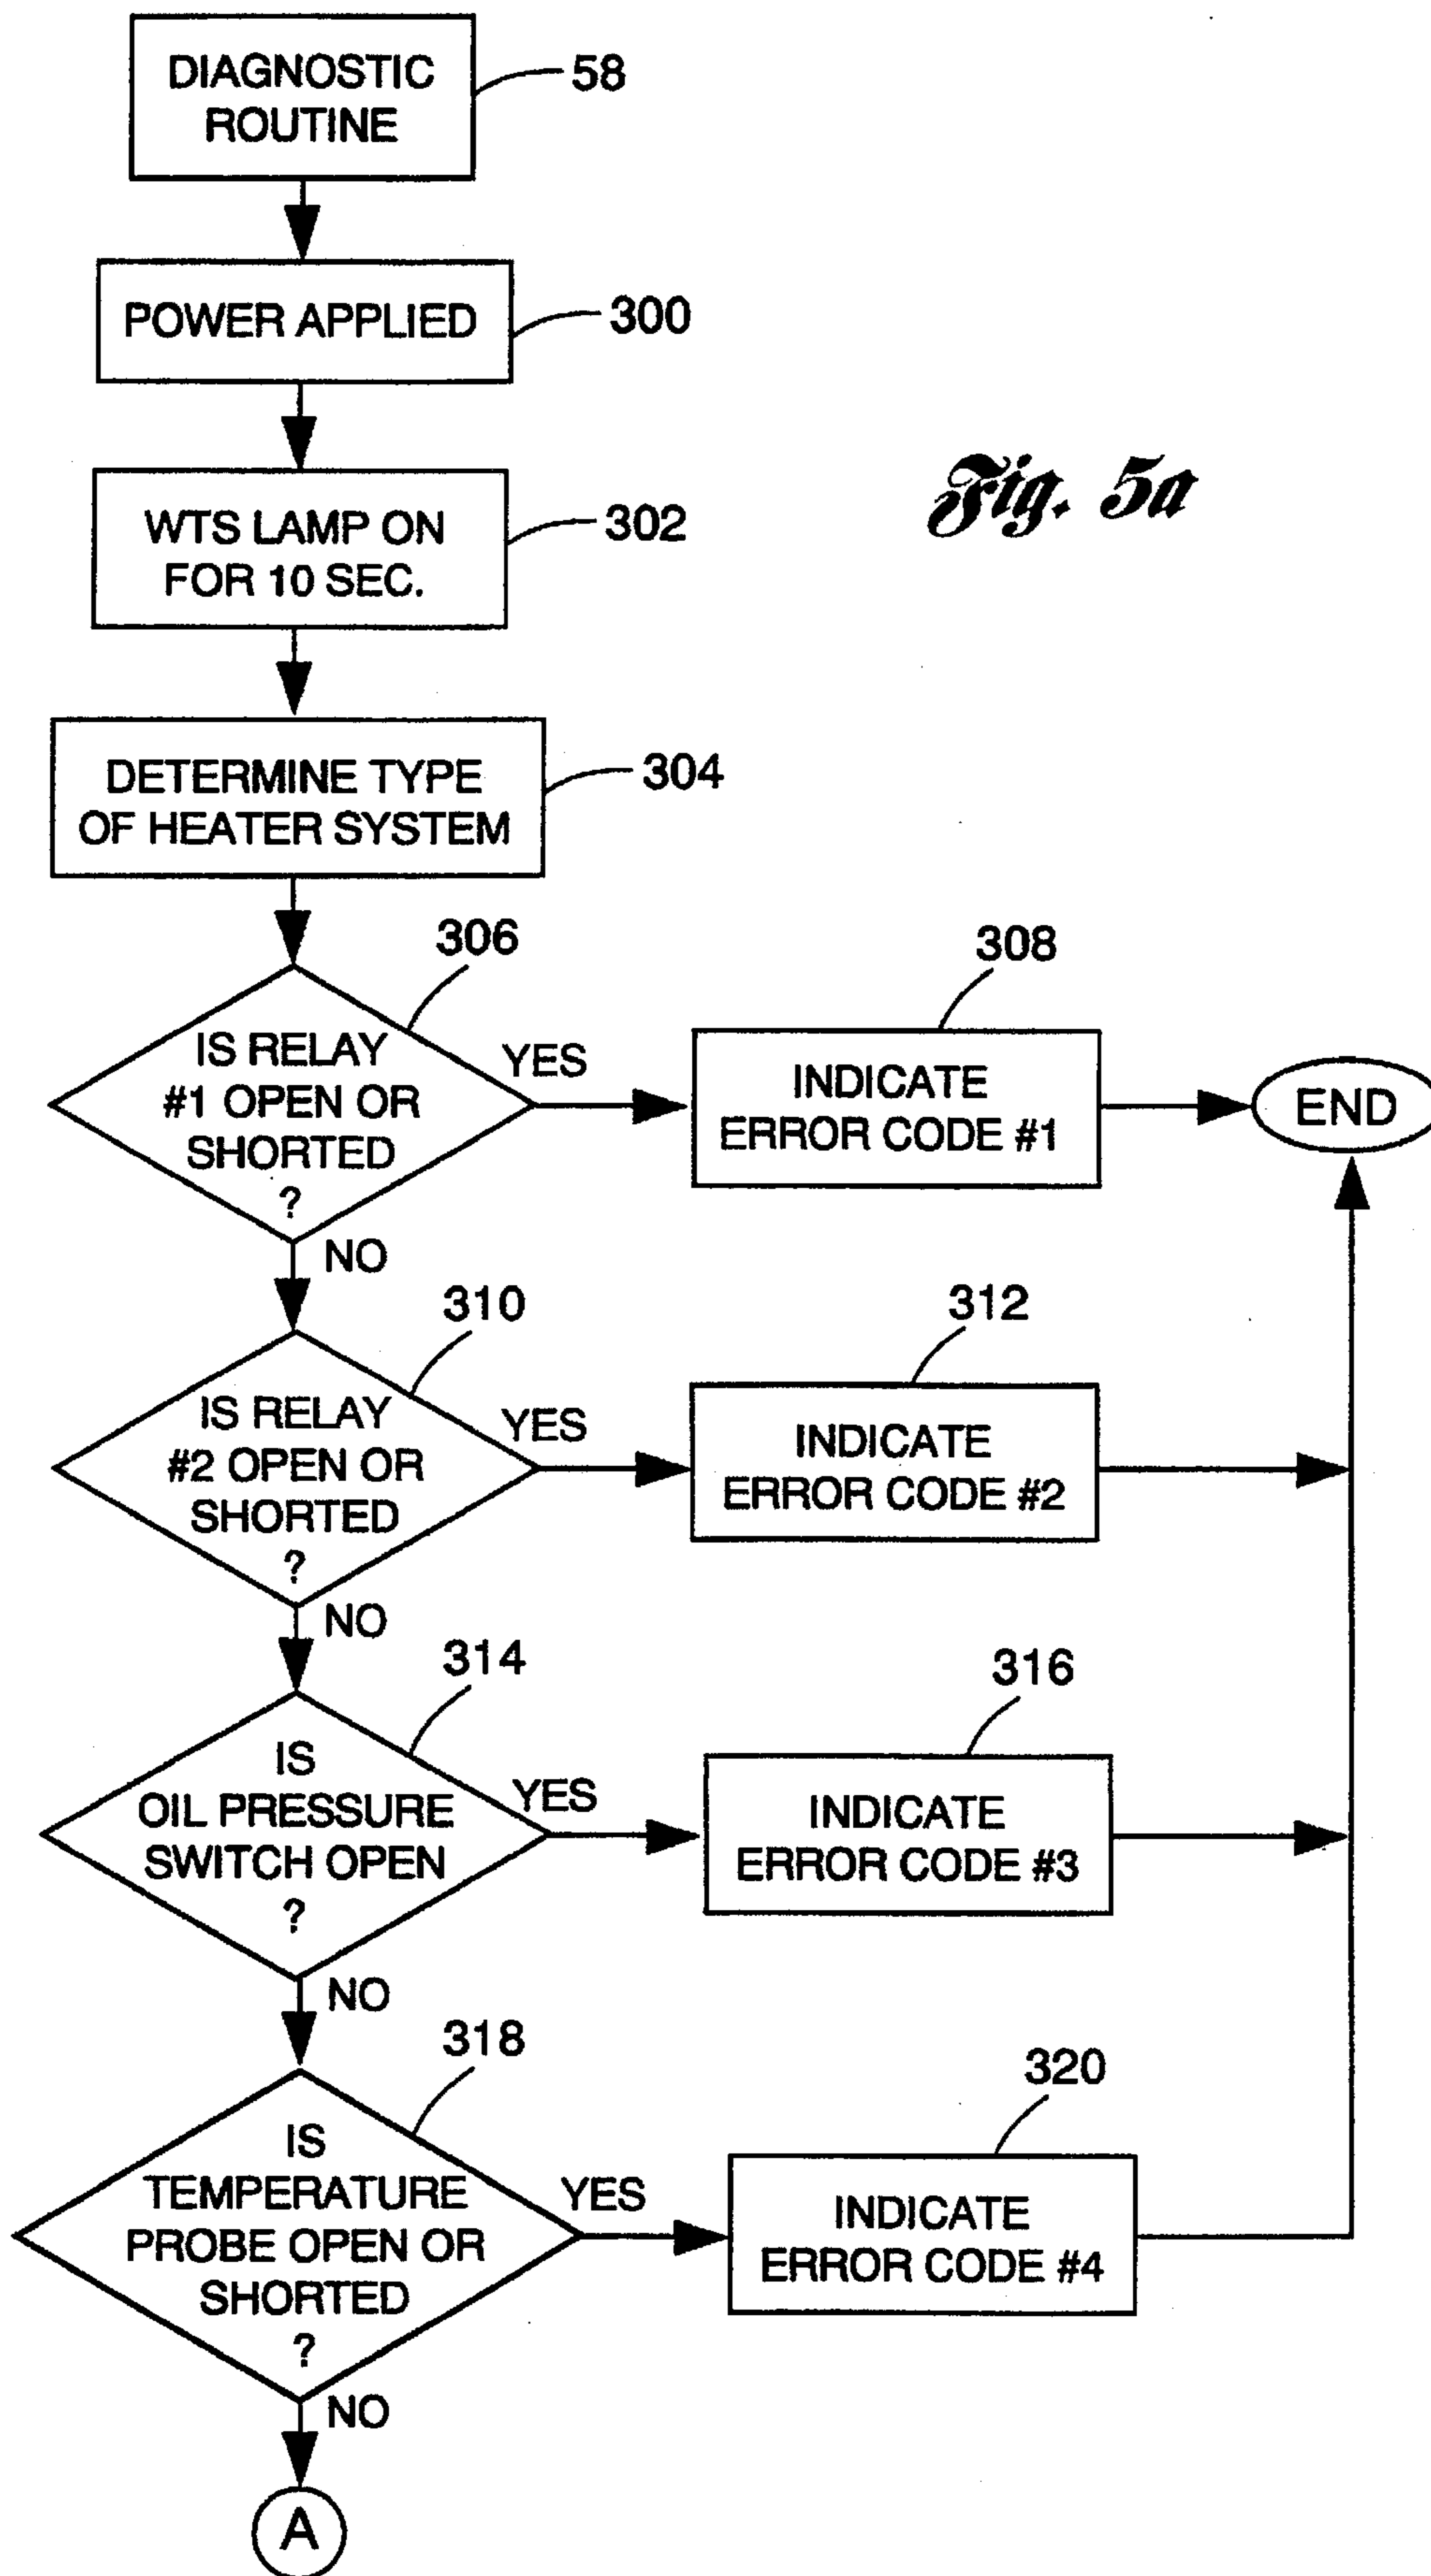 DIAGNOSTIC
ROUTINE
58
POWER APPLIED
300
WTS LAMP ON
FOR 10 SEC.
302
Fig. 5a
DETERMINE TYPE
OF HEATER SYSTEM
304
306
IS RELAY
#1 OPEN OR
SHORTED
?
YES
308
INDICATE
ERROR CODE #1
END
NO
310
IS RELAY
#2 OPEN OR
SHORTED
?
YES
312
INDICATE
ERROR CODE #2
NO
314
IS
OIL PRESSURE
SWITCH OPEN
?
YES
316
INDICATE
ERROR CODE #3
NO
318
IS
TEMPERATURE
PROBE OPEN OR
SHORTED
?
YES
320
INDICATE
ERROR CODE #4
NO
A